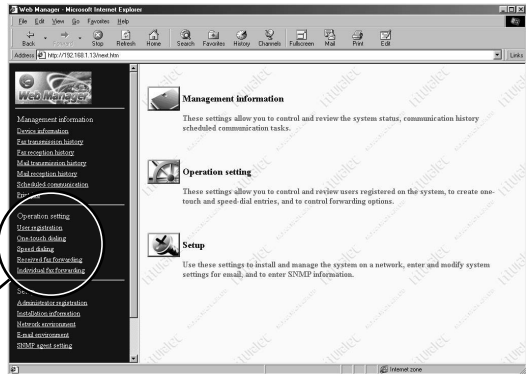 Web Manager - Microsoft Internet Explorer
File Edit View Go Favorites Help
Back Stop Refresh Home Search Favorites History Channels Fullscreen Mail Print Edit
Address http://192.168.1.13/next.htm Links
Web Manager
Management information
Device information
Fax transmission history
Fax reception history
Mail transmission history
Mail reception history
Scheduled communication
Operation setting
User registration
One-touch dialing
Speed dialing
Received fax forwarding
Individual fax forwarding
Administrator registration
Installation information
Network environment
E-mail environment
SNMP agent setting
Management information
These settings allow you to control and review the system status, communication history
scheduled communication tasks.
Operation setting
These settings allow you to control and review users registered on the system, to create one-
touch and speed-dial entries, and to control forwarding options.
Setup
Use these settings to install and manage the system on a network, enter and modify system
settings for email, and to enter SNMP information.
Internet zone